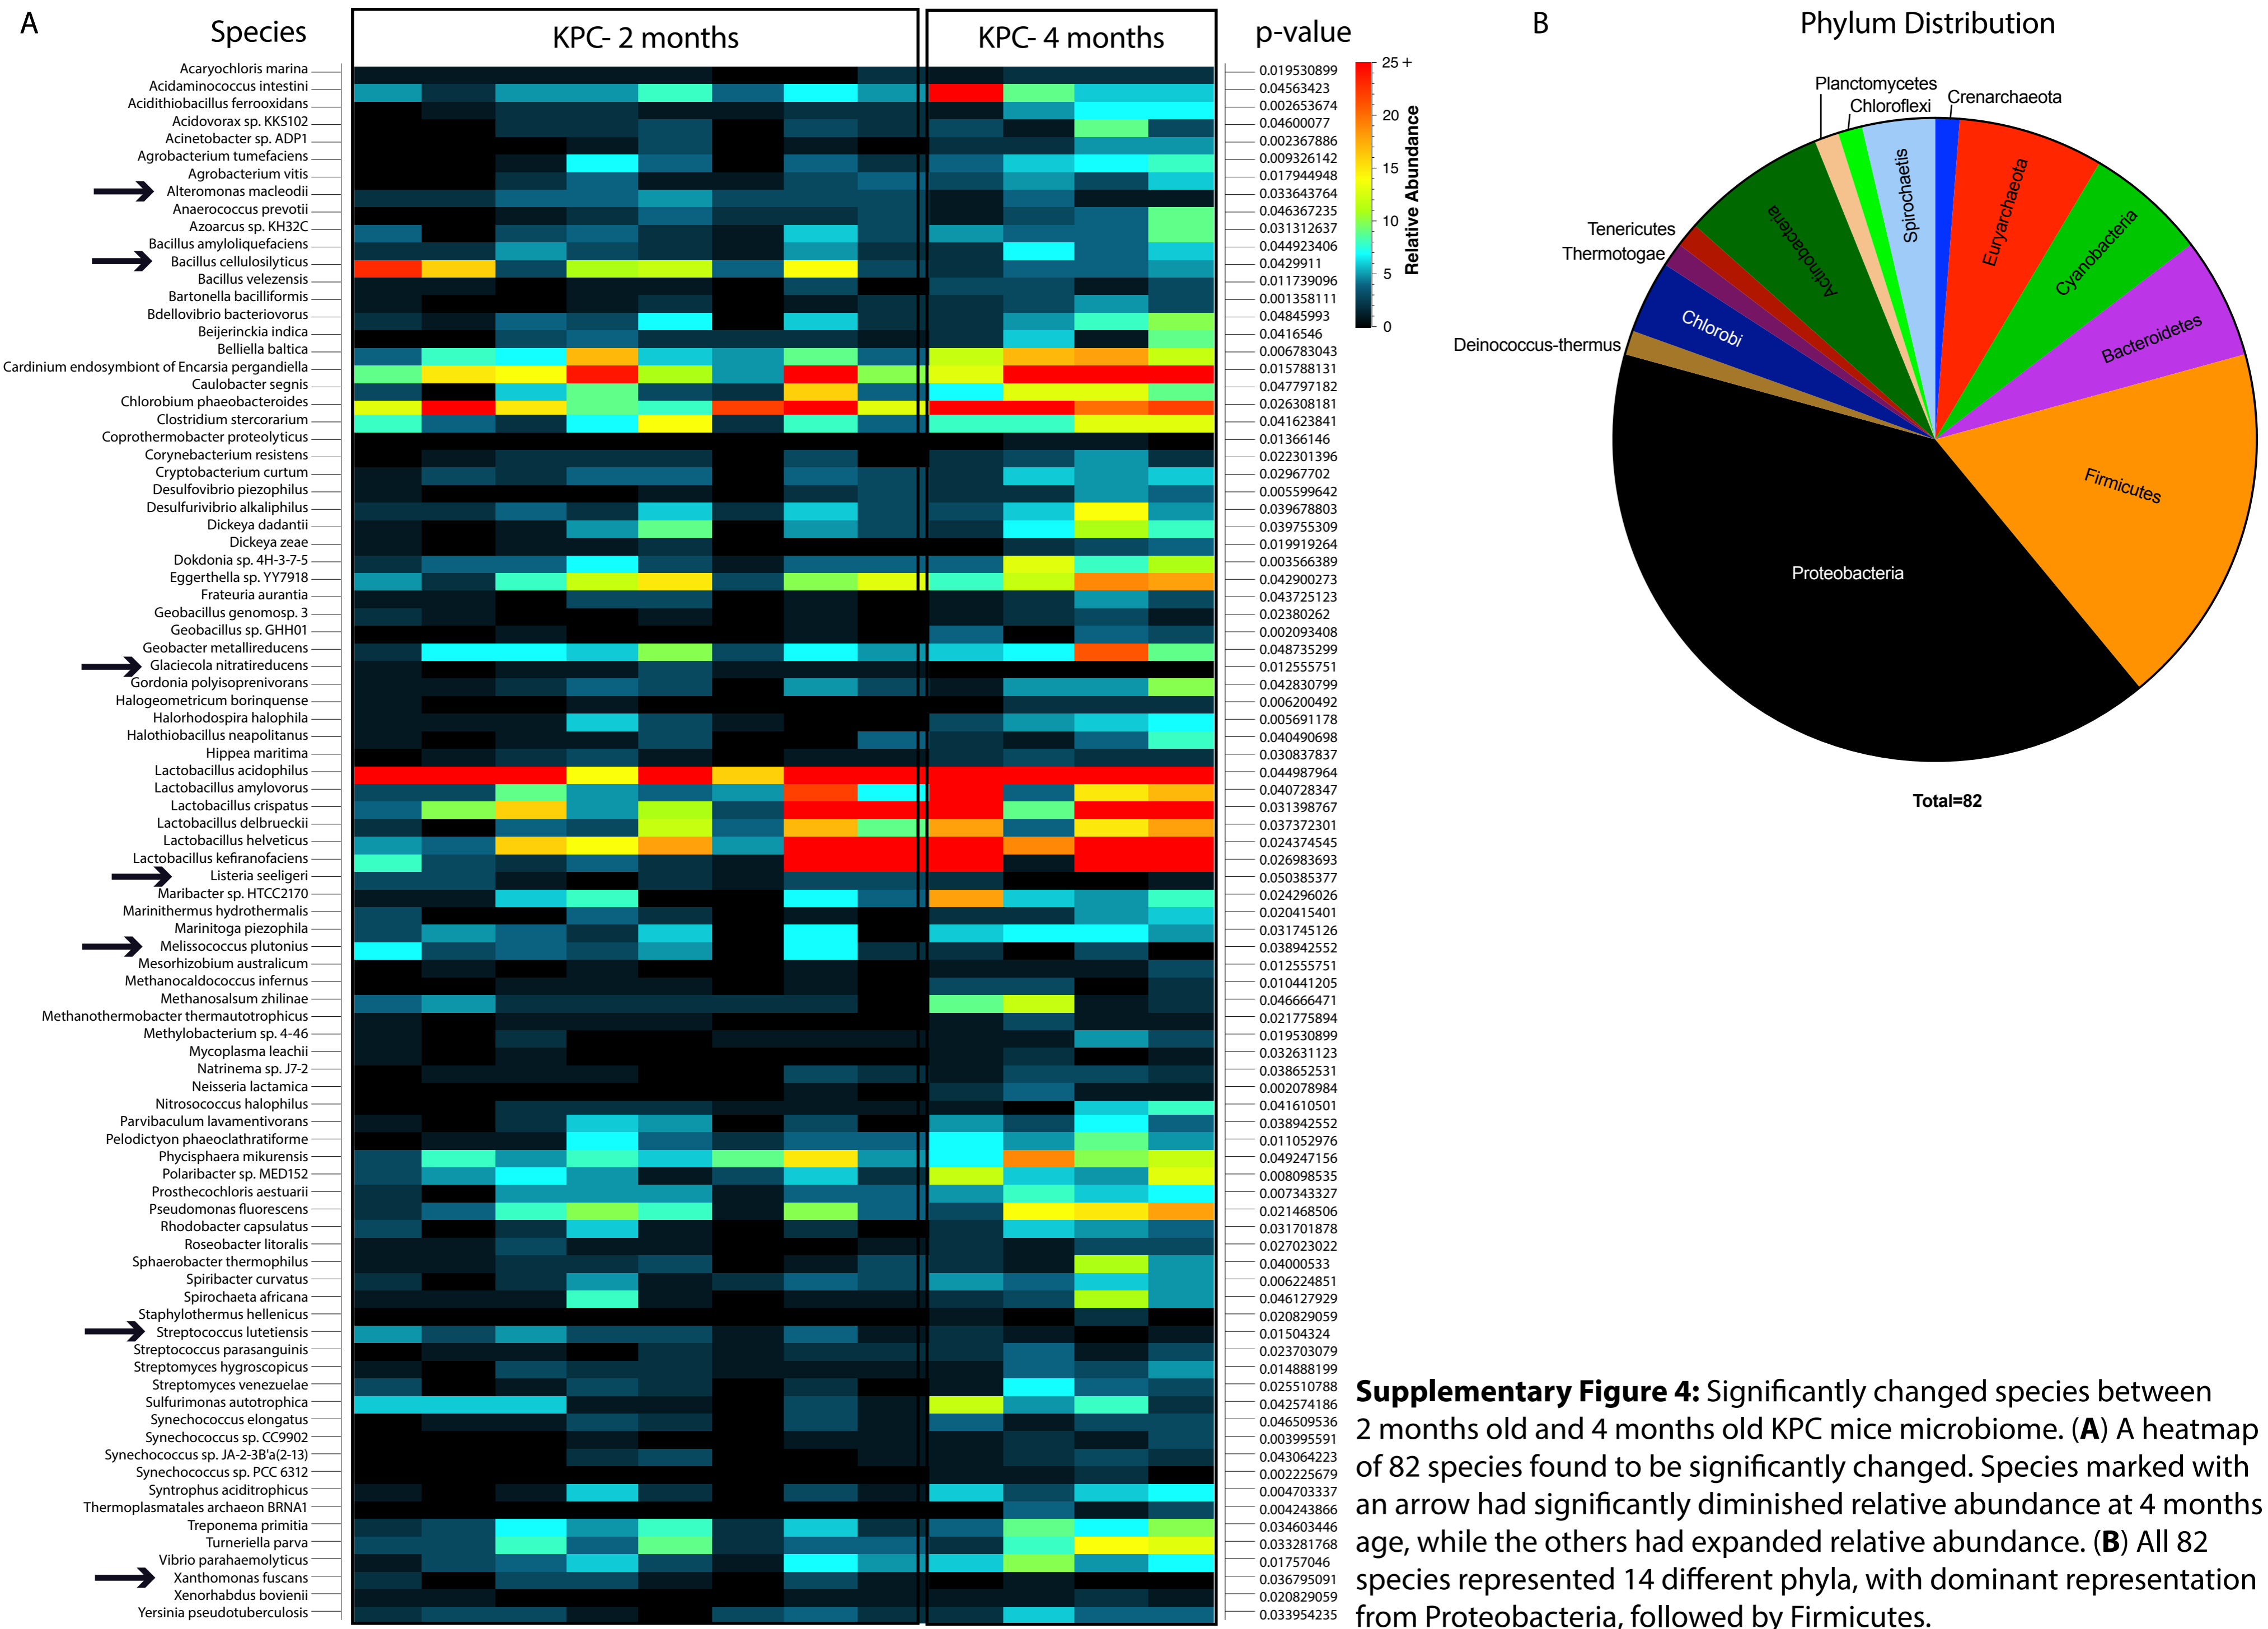 A
Species
KPC- 2 months
KPC- 4 months
p-value
Acaryochloris marina 0.019530899
Acidaminococcus intestini 0.04563423
Acidithiobacillus ferrooxidans 0.002653674
Acidovorax sp. KKS102 0.04600077
Acinetobacter sp. ADP1 0.002367886
Agrobacterium tumefaciens 0.009326142
Agrobacterium vitis 0.017944948
Alteromonas macleodii 0.033643764
Anaerococcus prevotii 0.046367235
Azoarcus sp. KH32C 0.031312637
Bacillus amyloliquefaciens 0.044923406
Bacillus cellulosilyticus 0.0429911
Bacillus velezensis 0.011739096
Bartonella bacilliformis 0.001358111
Bdellovibrio bacteriovorus 0.04845993
Beijerinckia indica 0.0416546
Belliella baltica 0.006783043
Cardinium endosymbiont of Encarsia pergandiella 0.015788131
Caulobacter segnis 0.047797182
Chlorobium phaeobacteroides 0.026308181
Clostridium stercorarium 0.041623841
Coprothermobacter proteolyticus 0.01366146
Corynebacterium resistens 0.022301396
Cryptobacterium curtum 0.02967702
Desulfovibrio piezophilus 0.005599642
Desulfurivibrio alkaliphilus 0.039678803
Dickeya dadantii 0.039755309
Dickeya zeae 0.019919264
Dokdonia sp. 4H-3-7-5 0.003566389
Eggerthella sp. YY7918 0.042900273
Frateuria aurantia 0.043725123
Geobacillus genomosp. 3 0.02380262
Geobacillus sp. GHH01 0.002093408
Geobacter metallireducens 0.048735299
Glaciecola nitratireducens 0.012555751
Gordonia polyisoprenivorans 0.042830799
Halogeometricum borinquense 0.006200492
Halorhodospira halophila 0.005691178
Halothiobacillus neapolitanus 0.040490698
Hippea maritima 0.030837837
Lactobacillus acidophilus 0.044987964
Lactobacillus amylovorus 0.040728347
Lactobacillus crispatus 0.031398767
Lactobacillus delbrueckii 0.037372301
Lactobacillus helveticus 0.024374545
Lactobacillus kefiranofaciens 0.026983693
Listeria seeligeri 0.050385377
Maribacter sp. HTCC2170 0.024296026
Marinithermus hydrothermalis 0.020415401
Marinitoga piezophila 0.031745126
Melissococcus plutonius 0.038942552
Mesorhizobium australicum 0.012555751
Methanocaldococcus infernus 0.010441205
Methanosalsum zhilinae 0.046666471
Methanothermobacter thermautotrophicus 0.021775894
Methylobacterium sp. 4-46 0.019530899
Mycoplasma leachii 0.032631123
Natrinema sp. J7-2 0.038652531
Neisseria lactamica 0.002078984
Nitrosococcus halophilus 0.041610501
Parvibaculum lavamentivorans 0.038942552
Pelodictyon phaeoclathratiforme 0.011052976
Phycisphaera mikurensis 0.049247156
Polaribacter sp. MED152 0.008098535
Prosthecochloris aestuarii 0.007343327
Pseudomonas fluorescens 0.021468506
Rhodobacter capsulatus 0.031701878
Roseobacter litoralis 0.027023022
Sphaerobacter thermophilus 0.04000533
Spiribacter curvatus 0.006224851
Spirochaeta africana 0.046127929
Staphylothermus hellenicus 0.020829059
Streptococcus lutetiensis 0.01504324
Streptococcus parasanguinis 0.023703079
Streptomyces hygroscopicus 0.014888199
Streptomyces venezuelae 0.025510788
Sulfurimonas autotrophica 0.042574186
Synechococcus elongatus 0.046509536
Synechococcus sp. CC9902 0.003995591
Synechococcus sp. JA-2-3B'a(2-13) 0.043064223
Synechococcus sp. PCC 6312 0.002225679
Syntrophus aciditrophicus 0.004703337
Thermoplasmatales archaeon BRNA1 0.004243866
Treponema primitia 0.034603446
Turneriella parva 0.033281768
Vibrio parahaemolyticus 0.01757046
Xanthomonas fuscans 0.036795091
Xenorhabdus bovienii 0.020829059
Yersinia pseudotuberculosis 0.033954235
25 +
20
15
10
5
0
Relative Abundance
B
Phylum Distribution
Planctomycetes
Chloroflexi
Crenarchaeota
Spirochaetis
Euryarchaeota
Cyanobacteria
Bacteroidetes
Firmicutes
Proteobacteria
Deinococcus-thermus
Chlorobi
Thermotogae
Tenericutes
Actinobacteria
Total=82
Supplementary Figure 4: Significantly changed species between
2 months old and 4 months old KPC mice microbiome. (A) A heatmap
of 82 species found to be significantly changed. Species marked with
an arrow had significantly diminished relative abundance at 4 months
age, while the others had expanded relative abundance. (B) All 82
species represented 14 different phyla, with dominant representation
from Proteobacteria, followed by Firmicutes.